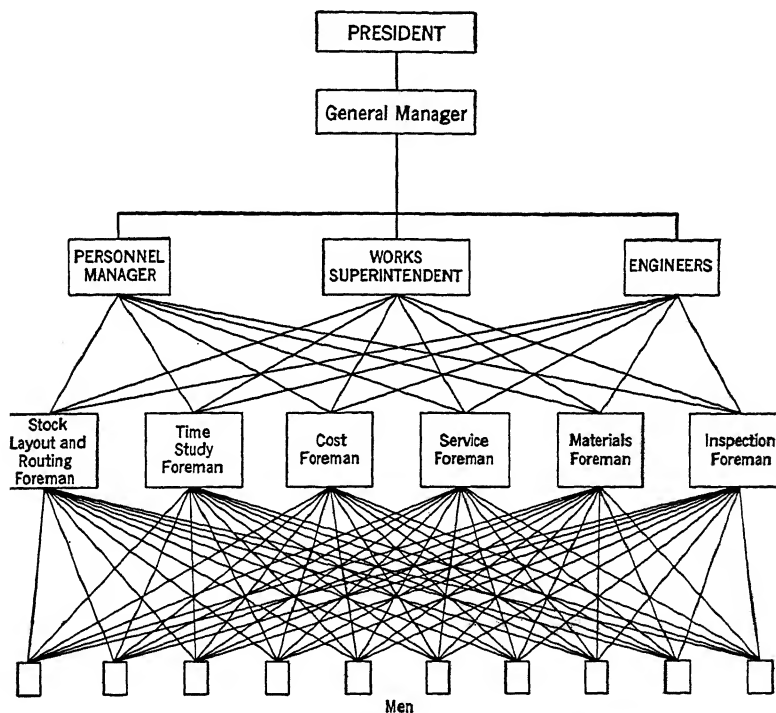 PRESIDENT
General Manager
PERSONNEL
MANAGER
WORKS
SUPERINTENDENT
ENGINEERS
Stock
Layout and
Routing
Foreman
Time
Study
Foreman
Cost
Foreman
Service
Foreman
Materials
Foreman
Inspection
Foreman
Men